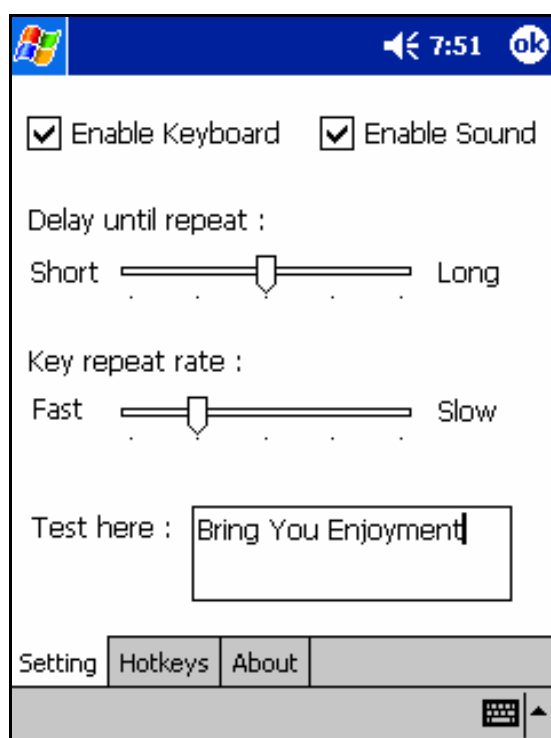 7:51 ok
Enable Keyboard Enable Sound
Delay until repeat :
Short Long
Key repeat rate :
Fast Slow
Test here : Bring You Enjoyment
Setting Hotkeys About